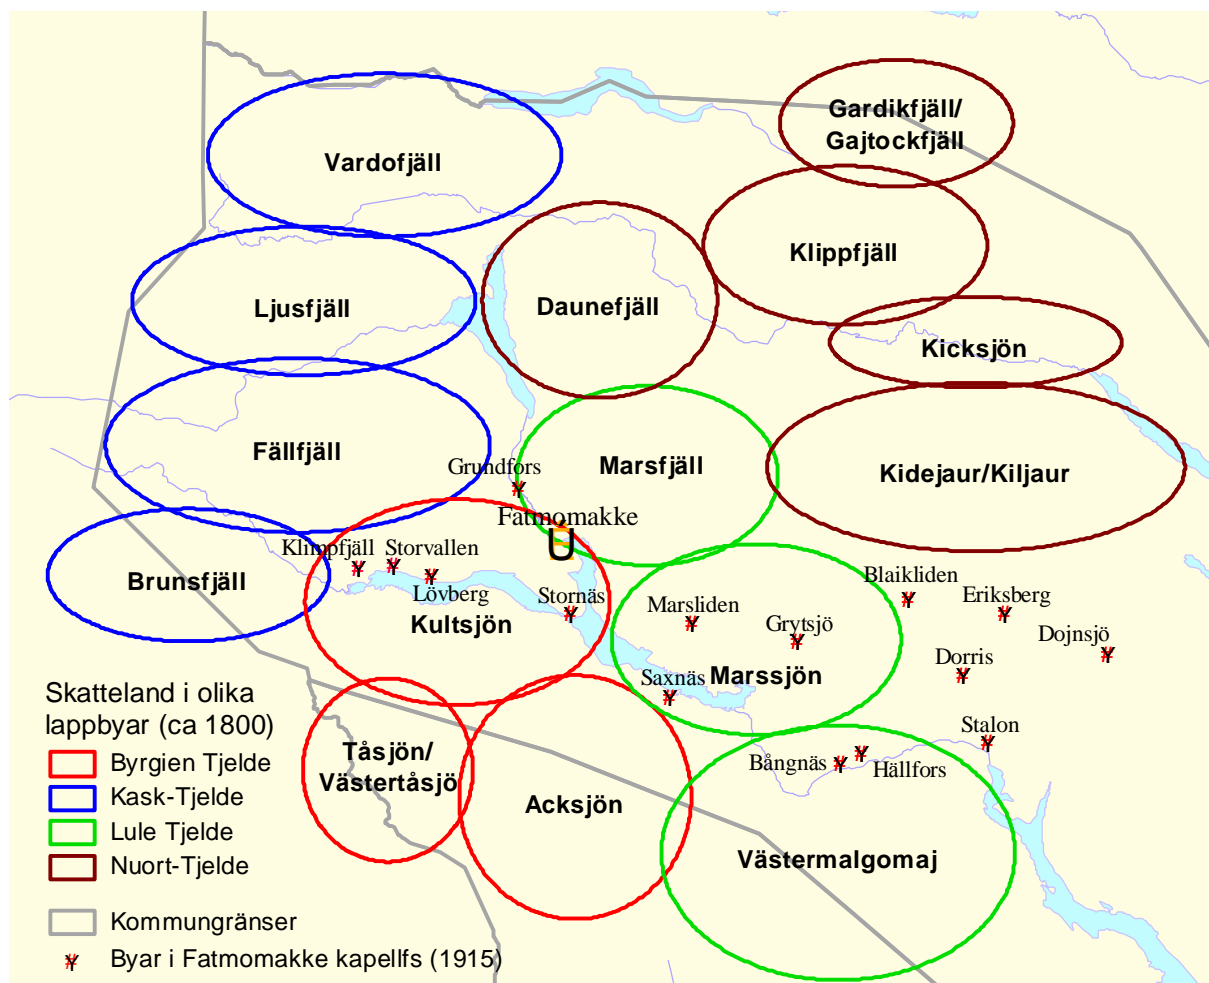 Gardikfjäll/
Gajtockfjäll
Vardofjäll
Klippfjäll
Ljusfjäll
Daunefjäll
Kicksjön
Fällfjäll
Marsfjäll
Grundfors
Kidejaur/Kiljaur
Fatmomakke
Klimpfjäll
Storvallen
Brunsfjäll
Lövberg
Stornäs
Kultsjön
Marsliden
Grytsjö
Blaikliden
Eriksberg
Dojnsjö
Dorris
Saxnäs
Marssjön
Stalon
Bångnäs
Hällfors
Tåsjön/
Västertåsjö
Acksjön
Västermalgomaj
Skatteland i olika
lappbyar (ca 1800)
Byrgien Tjelde
Kask-Tjelde
Lule Tjelde
Nuort-Tjelde
Kommungränser
Byar i Fatmomakke kapellfs (1915)